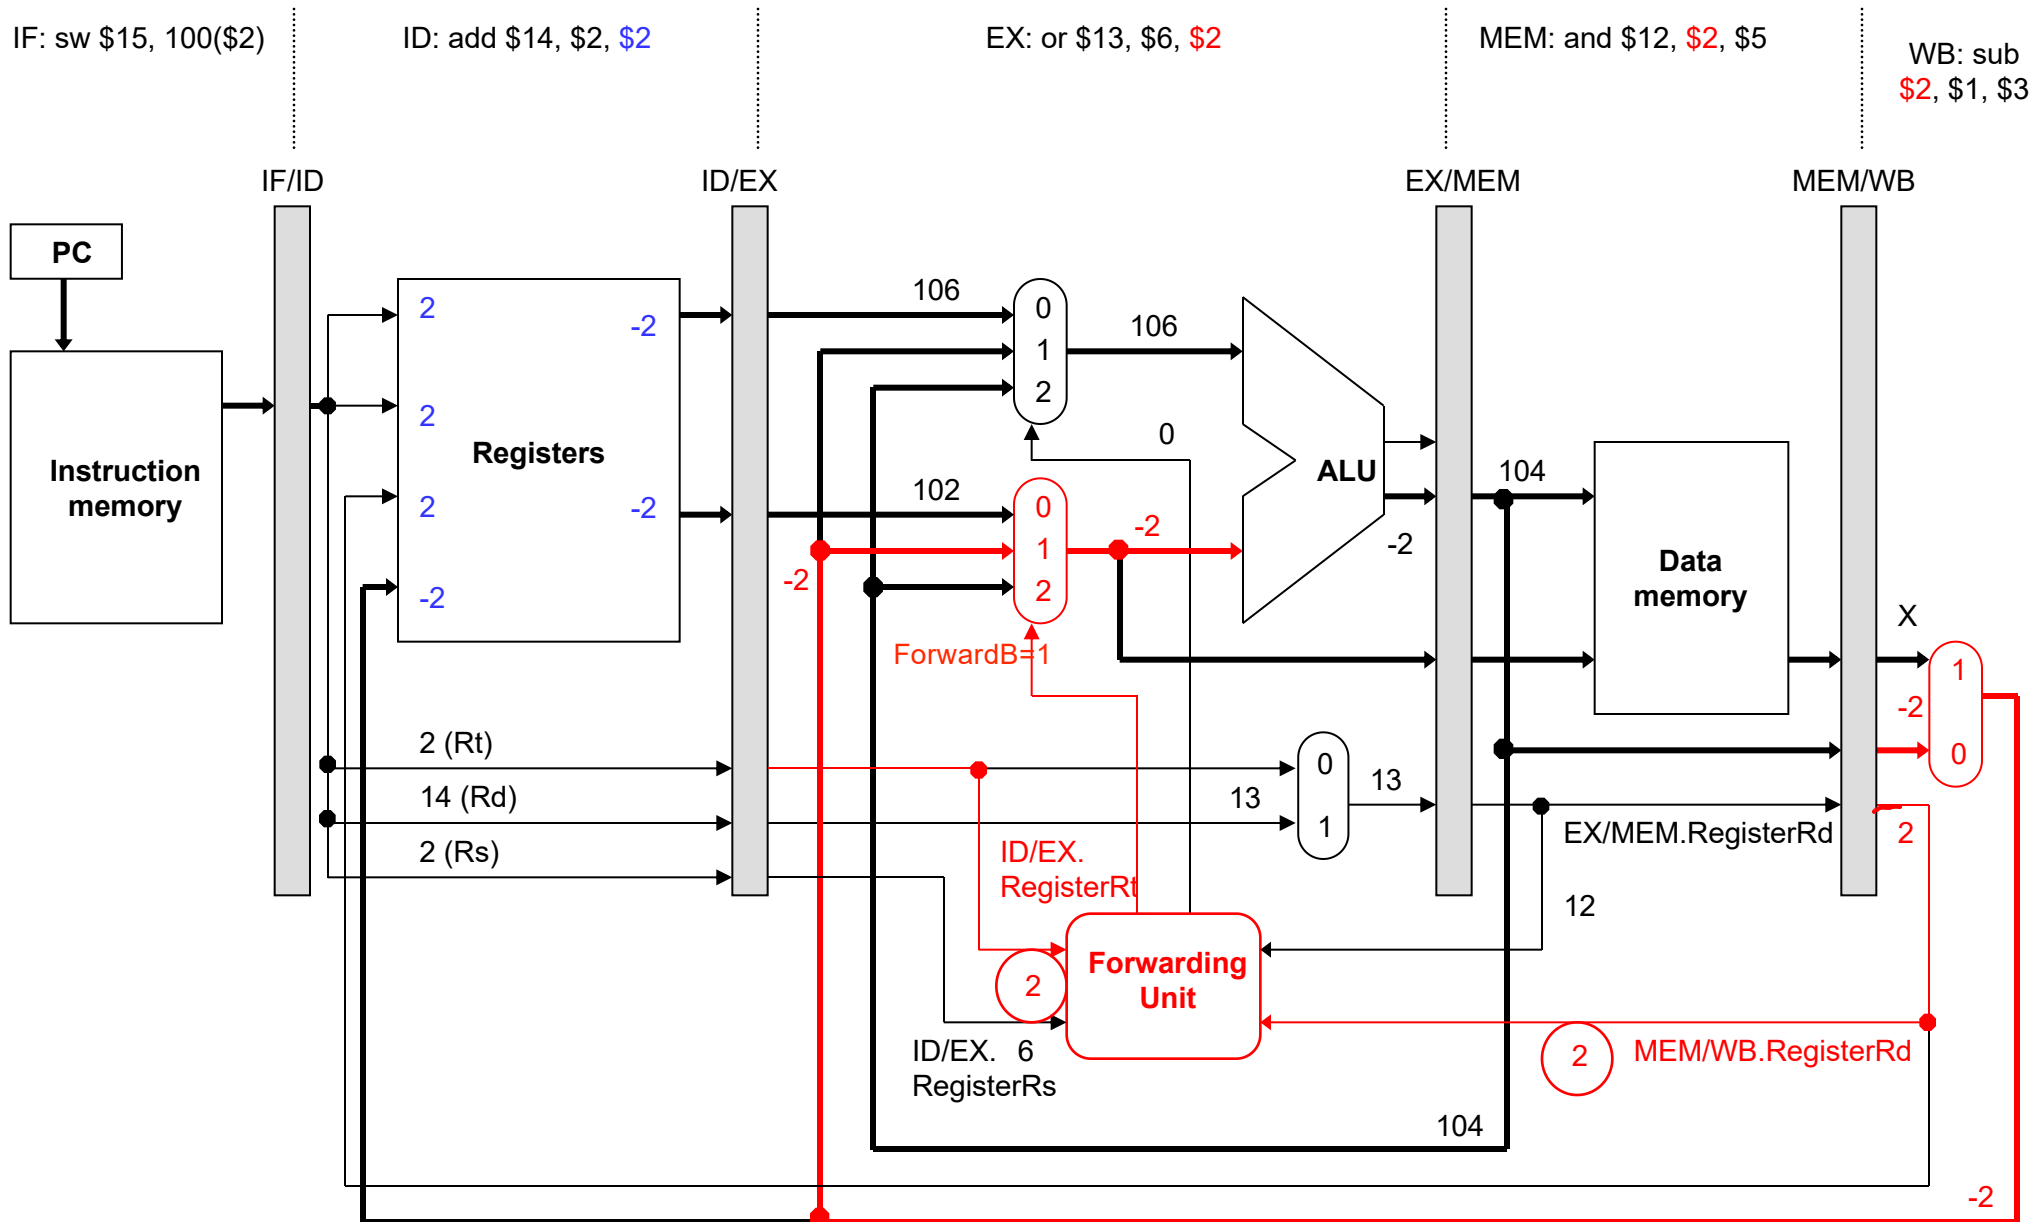 IF: sw $15, 100($2)
ID: add $14, $2, $2
EX: or $13, $6, $2
MEM: and $12, $2, $5
WB: sub
$2, $1, $3
IF/ID
ID/EX
EX/MEM
MEM/WB
PC
Instruction
memory
2
2
2
-2
-2
-2
Registers
106
102
-2
0
1
2
106
0
0
1
2
-2
ForwardB=1
ALU
-2
104
Data
memory
X
-2
1
0
2 (Rt)
14 (Rd)
2 (Rs)
13
0
1
13
EX/MEM.RegisterRd
2
12
ID/EX.
RegisterRt
2
Forwarding
Unit
ID/EX. 6
RegisterRs
2
MEM/WB.RegisterRd
104
-2